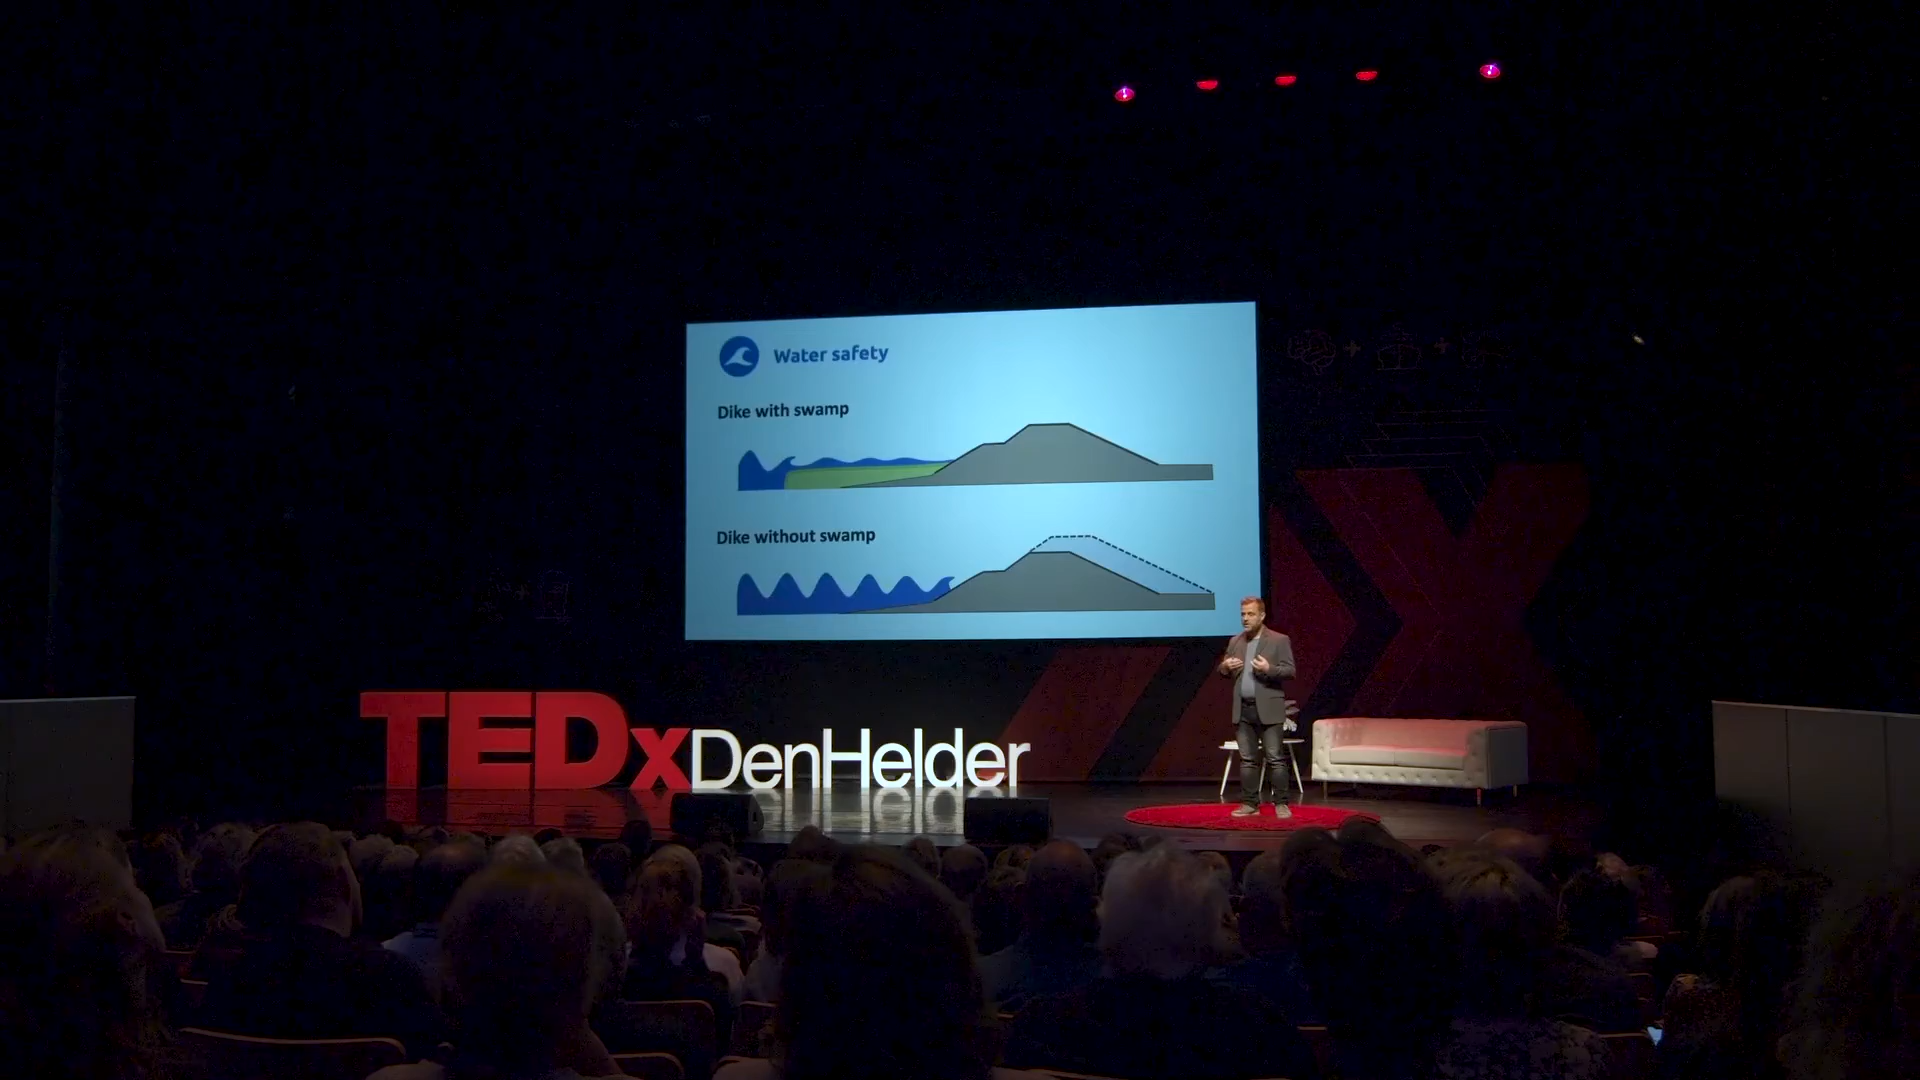 Water safety
Dike with swamp
Dike without swamp
TEDxDenHelder
X